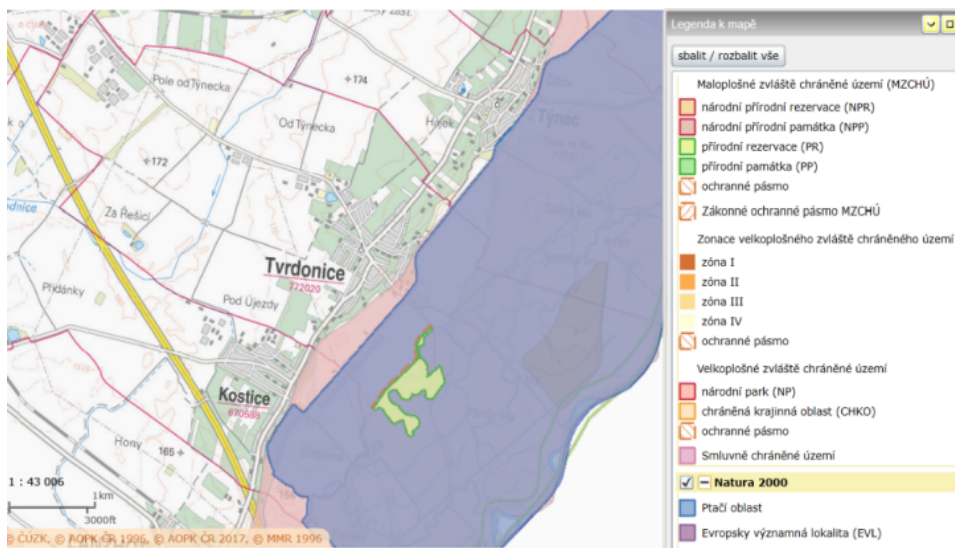 174
Pole od Týnecka
Hájek
Týnec
Od Týnecka
172
Za Řešicí
Tvrdonice
772020
Přídánky
Pod Újezdy
Kostice
670588
Hony
165
1 : 43 006
1km
3000ft
© ČÚZK, © AOPK ČR 1996, © AOPK ČR 2017, © MMR 1996
Legenda k mapě
sbalit / rozbalit vše
Maloplošné zvláště chráněné území (MZCHÚ)
národní přírodní rezervace (NPR)
národní přírodní památka (NPP)
přírodní rezervace (PR)
přírodní památka (PP)
ochranné pásmo
Zákonné ochranné pásmo MZCHÚ
Zonace velkoplošného zvláště chráněného území
zóna I
zóna II
zóna III
zóna IV
ochranné pásmo
Velkoplošné zvláště chráněné území
národní park (NP)
chráněná krajinná oblast (CHKO)
ochranné pásmo
Smluvně chráněné území
Natura 2000
Ptačí oblast
Evropsky významná lokalita (EVL)